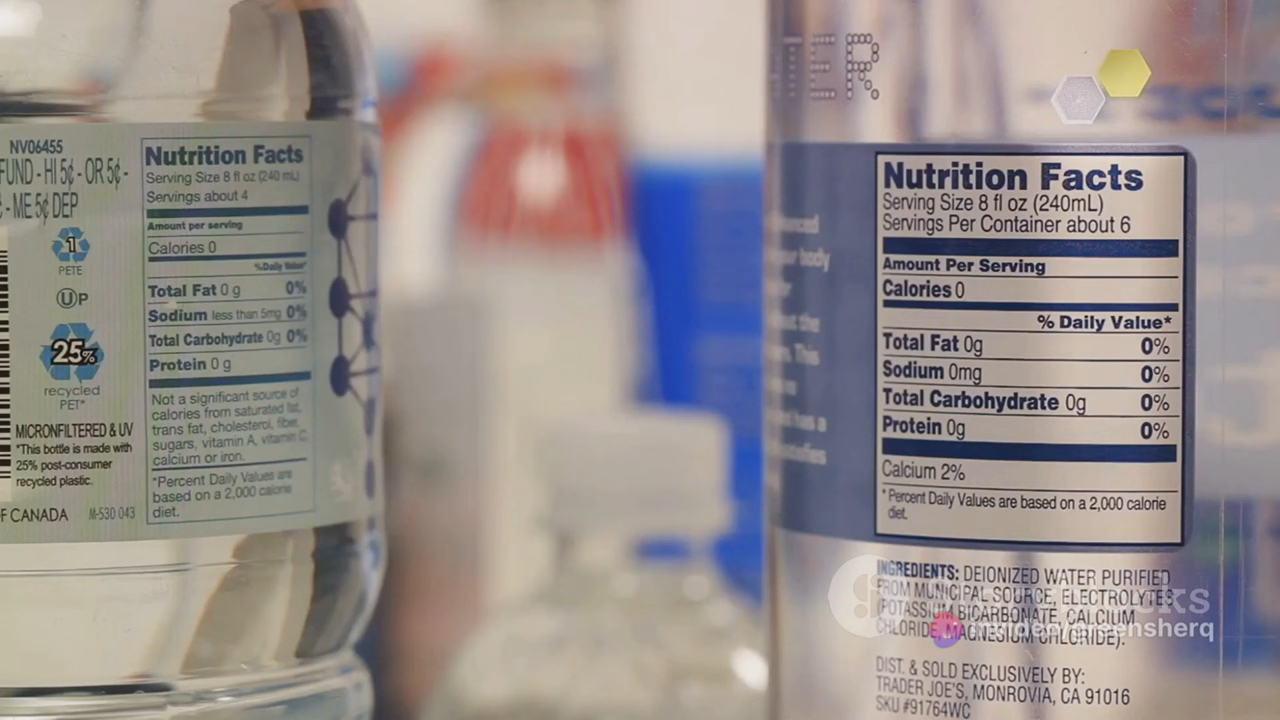 NV06455
FUND - HI 5¢ - OR 5¢ -
¢ - ME 5¢ DEP
1
PETE
UP
25%
recycled
PET*
MICRONFILTERED & UV
*This bottle is made with
25% post-consumer
recycled plastic.
F CANADA M-530 043
Nutrition Facts
Serving Size 8 fl oz (240 mL)
Servings about 4
Amount per serving
Calories 0
%Daily Value*
Total Fat 0 g 0%
Sodium less than 5mg 0%
Total Carbohydrate 0g 0%
Protein 0 g
Not a significant source of
calories from saturated fat,
trans fat, cholesterol, fiber,
sugars, vitamin A, vitamin C,
calcium or iron.
*Percent Daily Values are
based on a 2,000 calorie
diet.
TER
body
the
This
has a
Nutrition Facts
Serving Size 8 fl oz (240mL)
Servings Per Container about 6
Amount Per Serving
Calories 0
% Daily Value*
Total Fat 0g 0%
Sodium 0mg 0%
Total Carbohydrate 0g 0%
Protein 0g 0%
Calcium 2%
* Percent Daily Values are based on a 2,000 calorie
diet.
INGREDIENTS: DEIONIZED WATER PURIFIED
FROM MUNICIPAL SOURCE, ELECTROLYTES
(POTASSIUM BICARBONATE, CALCIUM
CHLORIDE, MAGNESIUM CHLORIDE).
DIST. & SOLD EXCLUSIVELY BY:
TRADER JOE'S, MONROVIA, CA 91016
SKU #91764WC